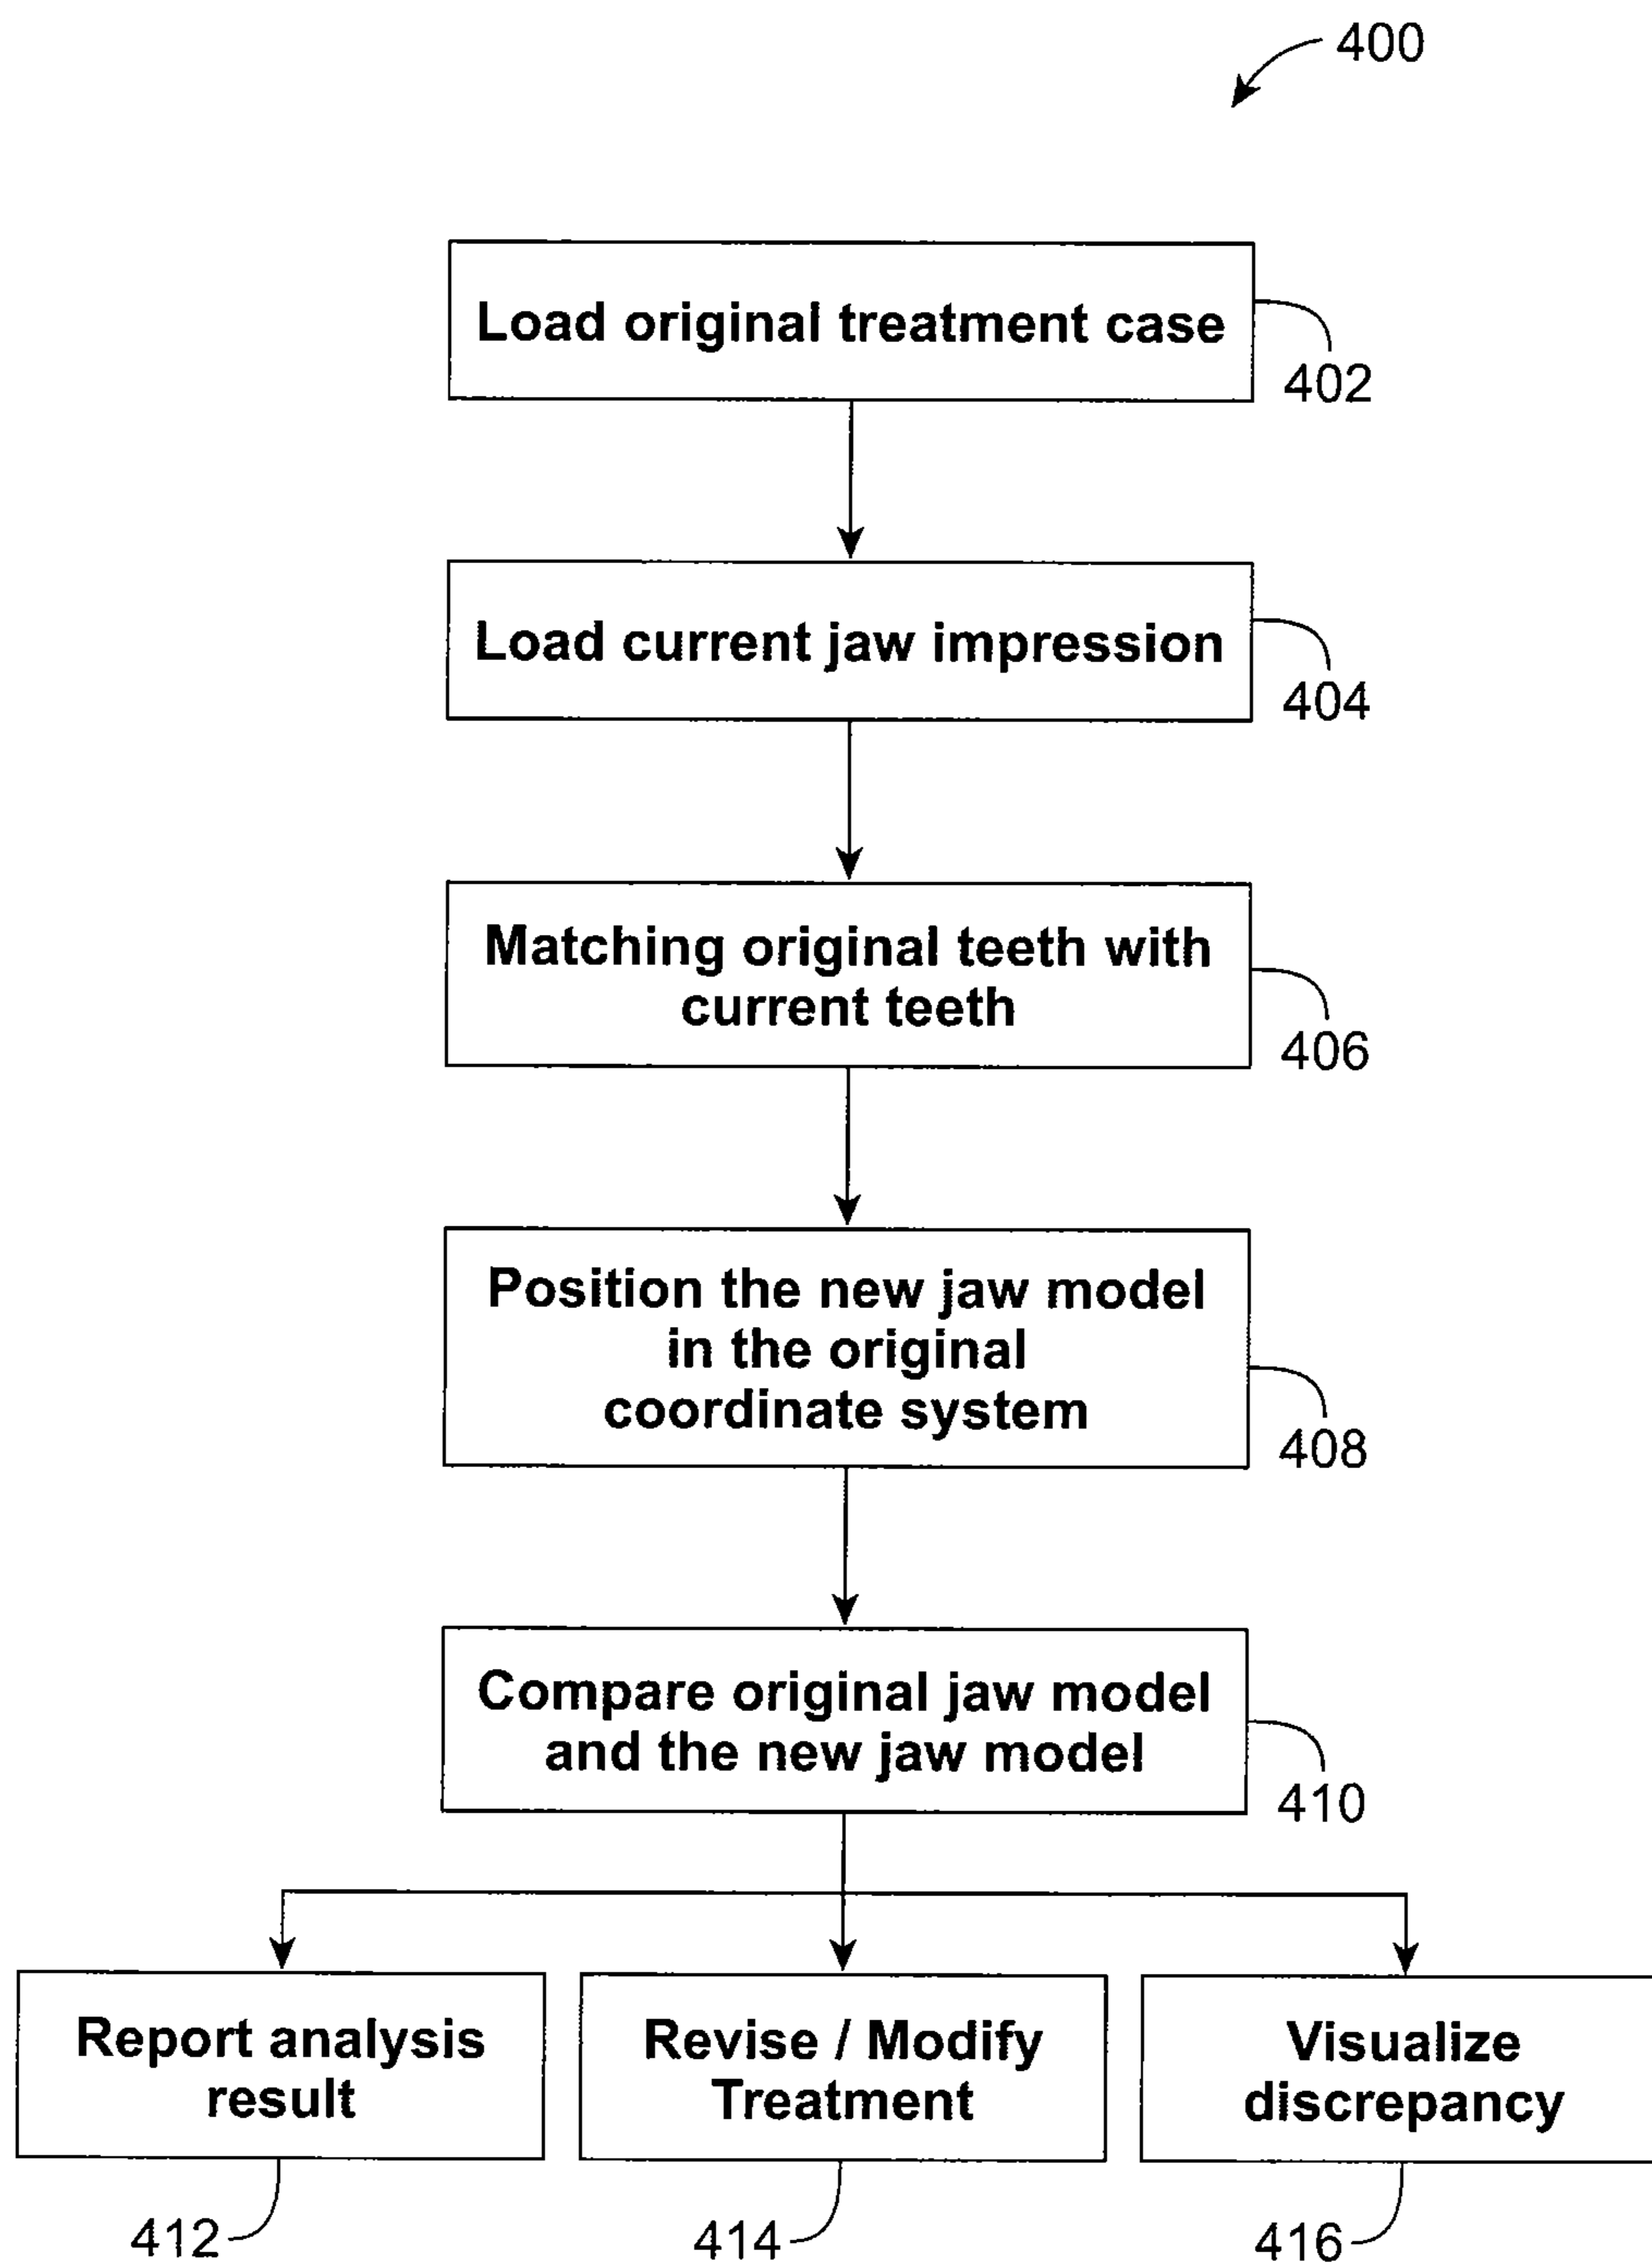 400
Load original treatment case
402
Load current jaw impression
404
Matching original teeth with
current teeth
406
Position the new jaw model
in the original
coordinate system
408
Compare original jaw model
and the new jaw model
410
Report analysis
result
412
Revise / Modify
Treatment
414
Visualize
discrepancy
416